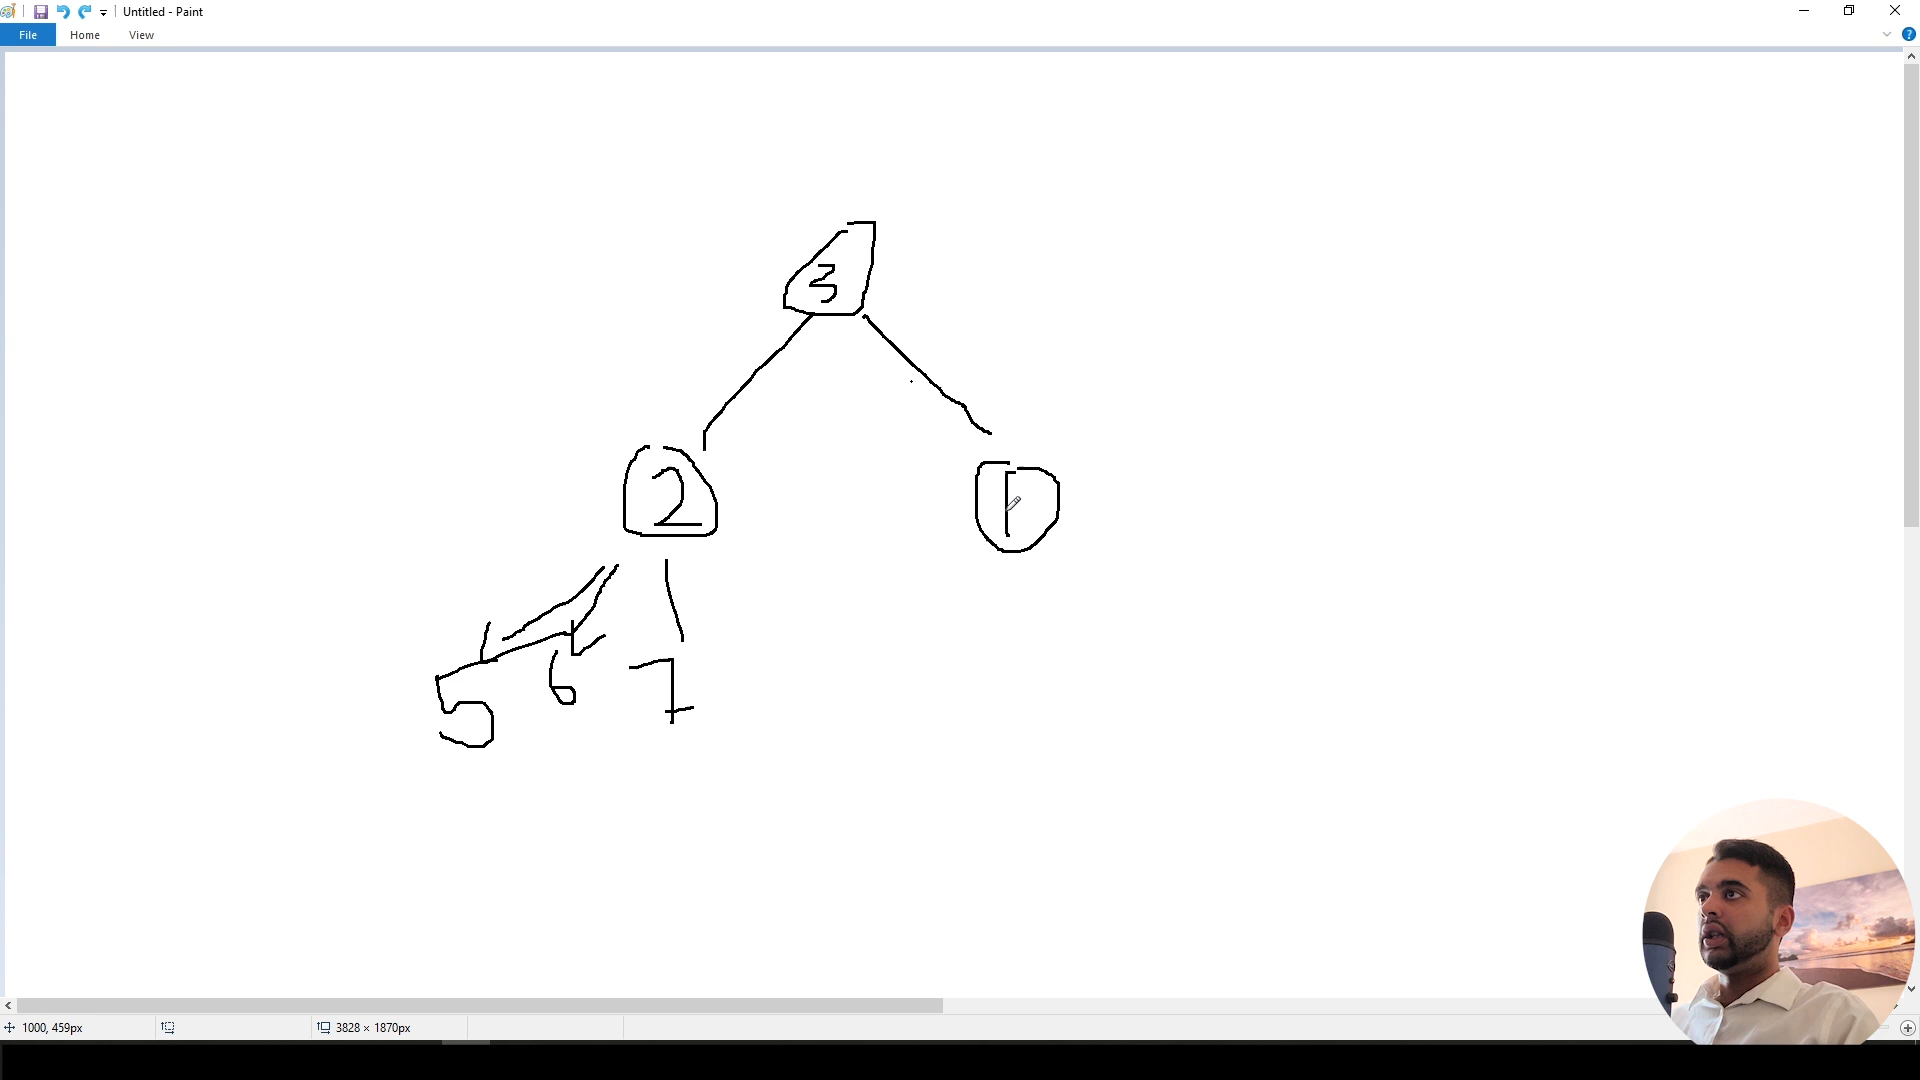 Untitled - Paint
File Home View
3
2 1
5 6 7
1000, 459px 3828 × 1870px